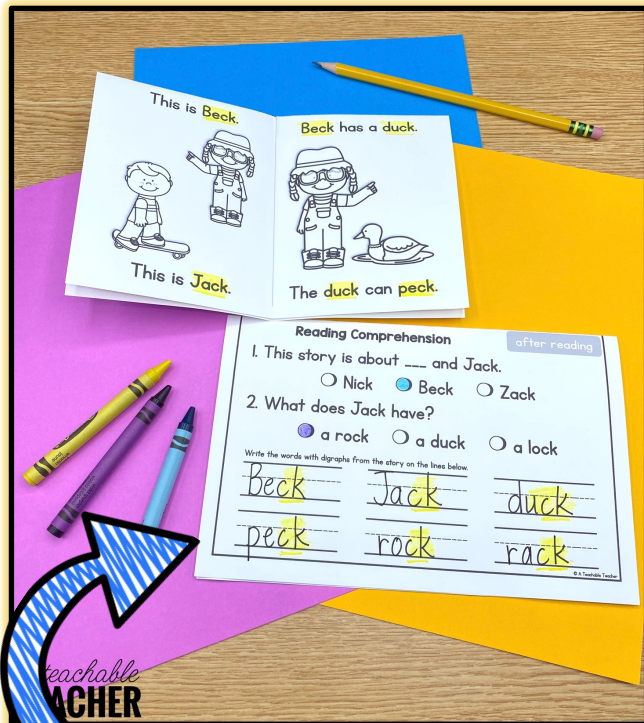 This is Beck.
This is Jack.
Beck has a duck.
The duck can peck.
Reading Comprehension
after reading
1. This story is about ___ and Jack.
Nick Beck Zack
2. What does Jack have?
a rock a duck a lock
Write the words with digraphs from the story on the lines below.
Beck Jack duck
peck rock rack
© A Teachable Teacher
teachable